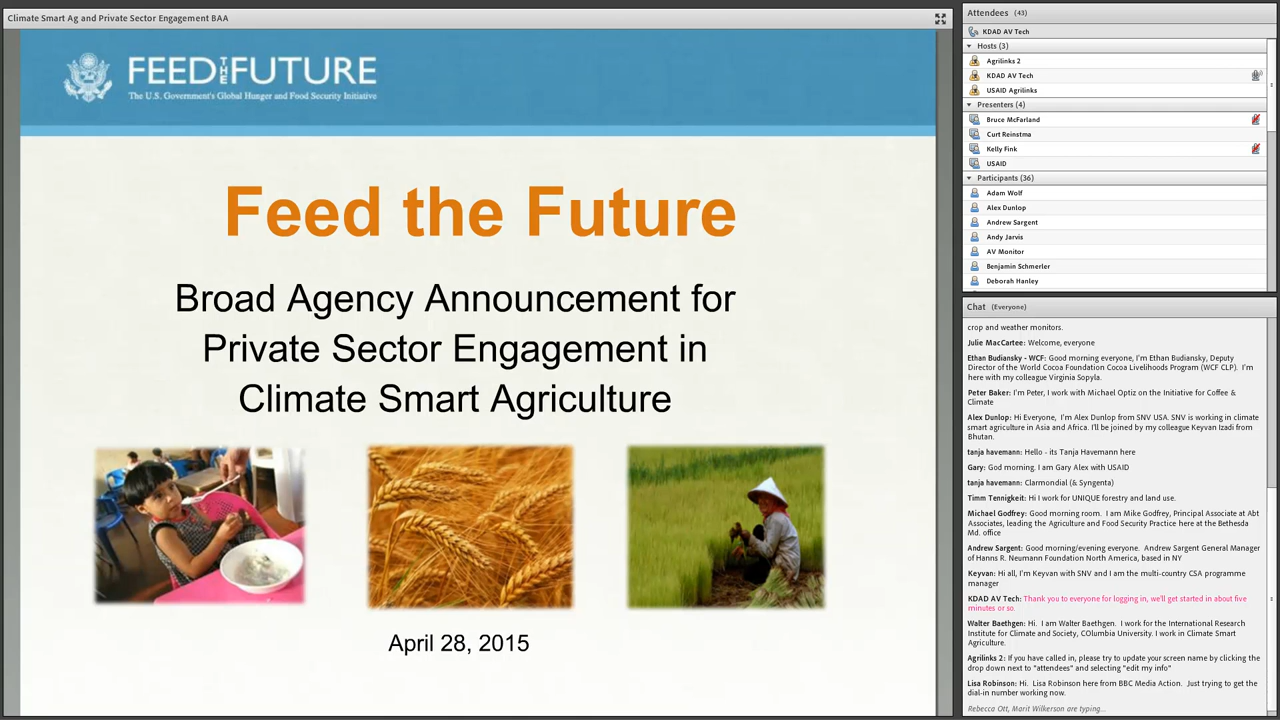 Climate Smart Ag and Private Sector Engagement BAA
FEED THE FUTURE
The U.S. Government's Global Hunger and Food Security Initiative
Feed the Future
Broad Agency Announcement for
Private Sector Engagement in
Climate Smart Agriculture
April 28, 2015
Attendees (43)
KDAD AV Tech
Hosts (3)
Agrilinks 2
KDAD AV Tech
USAID Agrilinks
Presenters (4)
Bruce McFarland
Curt Reinstma
Kelly Fink
USAID
Participants (36)
Adam Wolf
Alex Dunlop
Andrew Sargent
Andy Jarvis
AV Monitor
Benjamin Schmerler
Deborah Hanley
Chat (Everyone)
crop and weather monitors.
Julie MacCartee: Welcome, everyone
Ethan Budiansky - WCF: Good morning everyone, I'm Ethan Budiansky, Deputy
Director of the World Cocoa Foundation Cocoa Livelihoods Program (WCF CLP). I'm
here with my colleague Virginia Sopyla.
Peter Baker: I'm Peter, I work with Michael Optiz on the Initiative for Coffee &
Climate
Alex Dunlop: Hi Everyone, I'm Alex Dunlop from SNV USA. SNV is working in climate
smart agriculture in Asia and Africa. I'll be joined by my colleague Keyvan Izadi from
Bhutan.
tanja havemann: Hello - its Tanja Havemann here
Gary: God morning. I am Gary Alex with USAID
tanja havemann: Clarmondial (& Syngenta)
Timm Tennigkeit: Hi I work for UNIQUE forestry and land use.
Michael Godfrey: Good morning room. I am Mike Godfrey, Principal Associate at Abt
Associates, leading the Agriculture and Food Security Practice here at the Bethesda
Md. office
Andrew Sargent: Good morning/evening everyone. Andrew Sargent General Manager
of Hanns R. Neumann Foundation North America, based in NY
Keyvan: Hi all, I'm Keyvan with SNV and I am the multi-country CSA programme
manager
KDAD AV Tech: Thank you to everyone for logging in, we'll get started in about five
minutes or so.
Walter Baethgen: Hi. I am Walter Baethgen. I work for the International Research
Institute for Climate and Society, COlumbia University. I work in Climate Smart
Agriculture.
Agrilinks 2: If you have called in, please try to update your screen name by clicking the
drop down next to "attendees" and selecting "edit my info"
Lisa Robinson: Hi. Lisa Robinson here from BBC Media Action. Just trying to get the
dial-in number working now.
Rebecca Ott, Marit Wilkerson are typing...